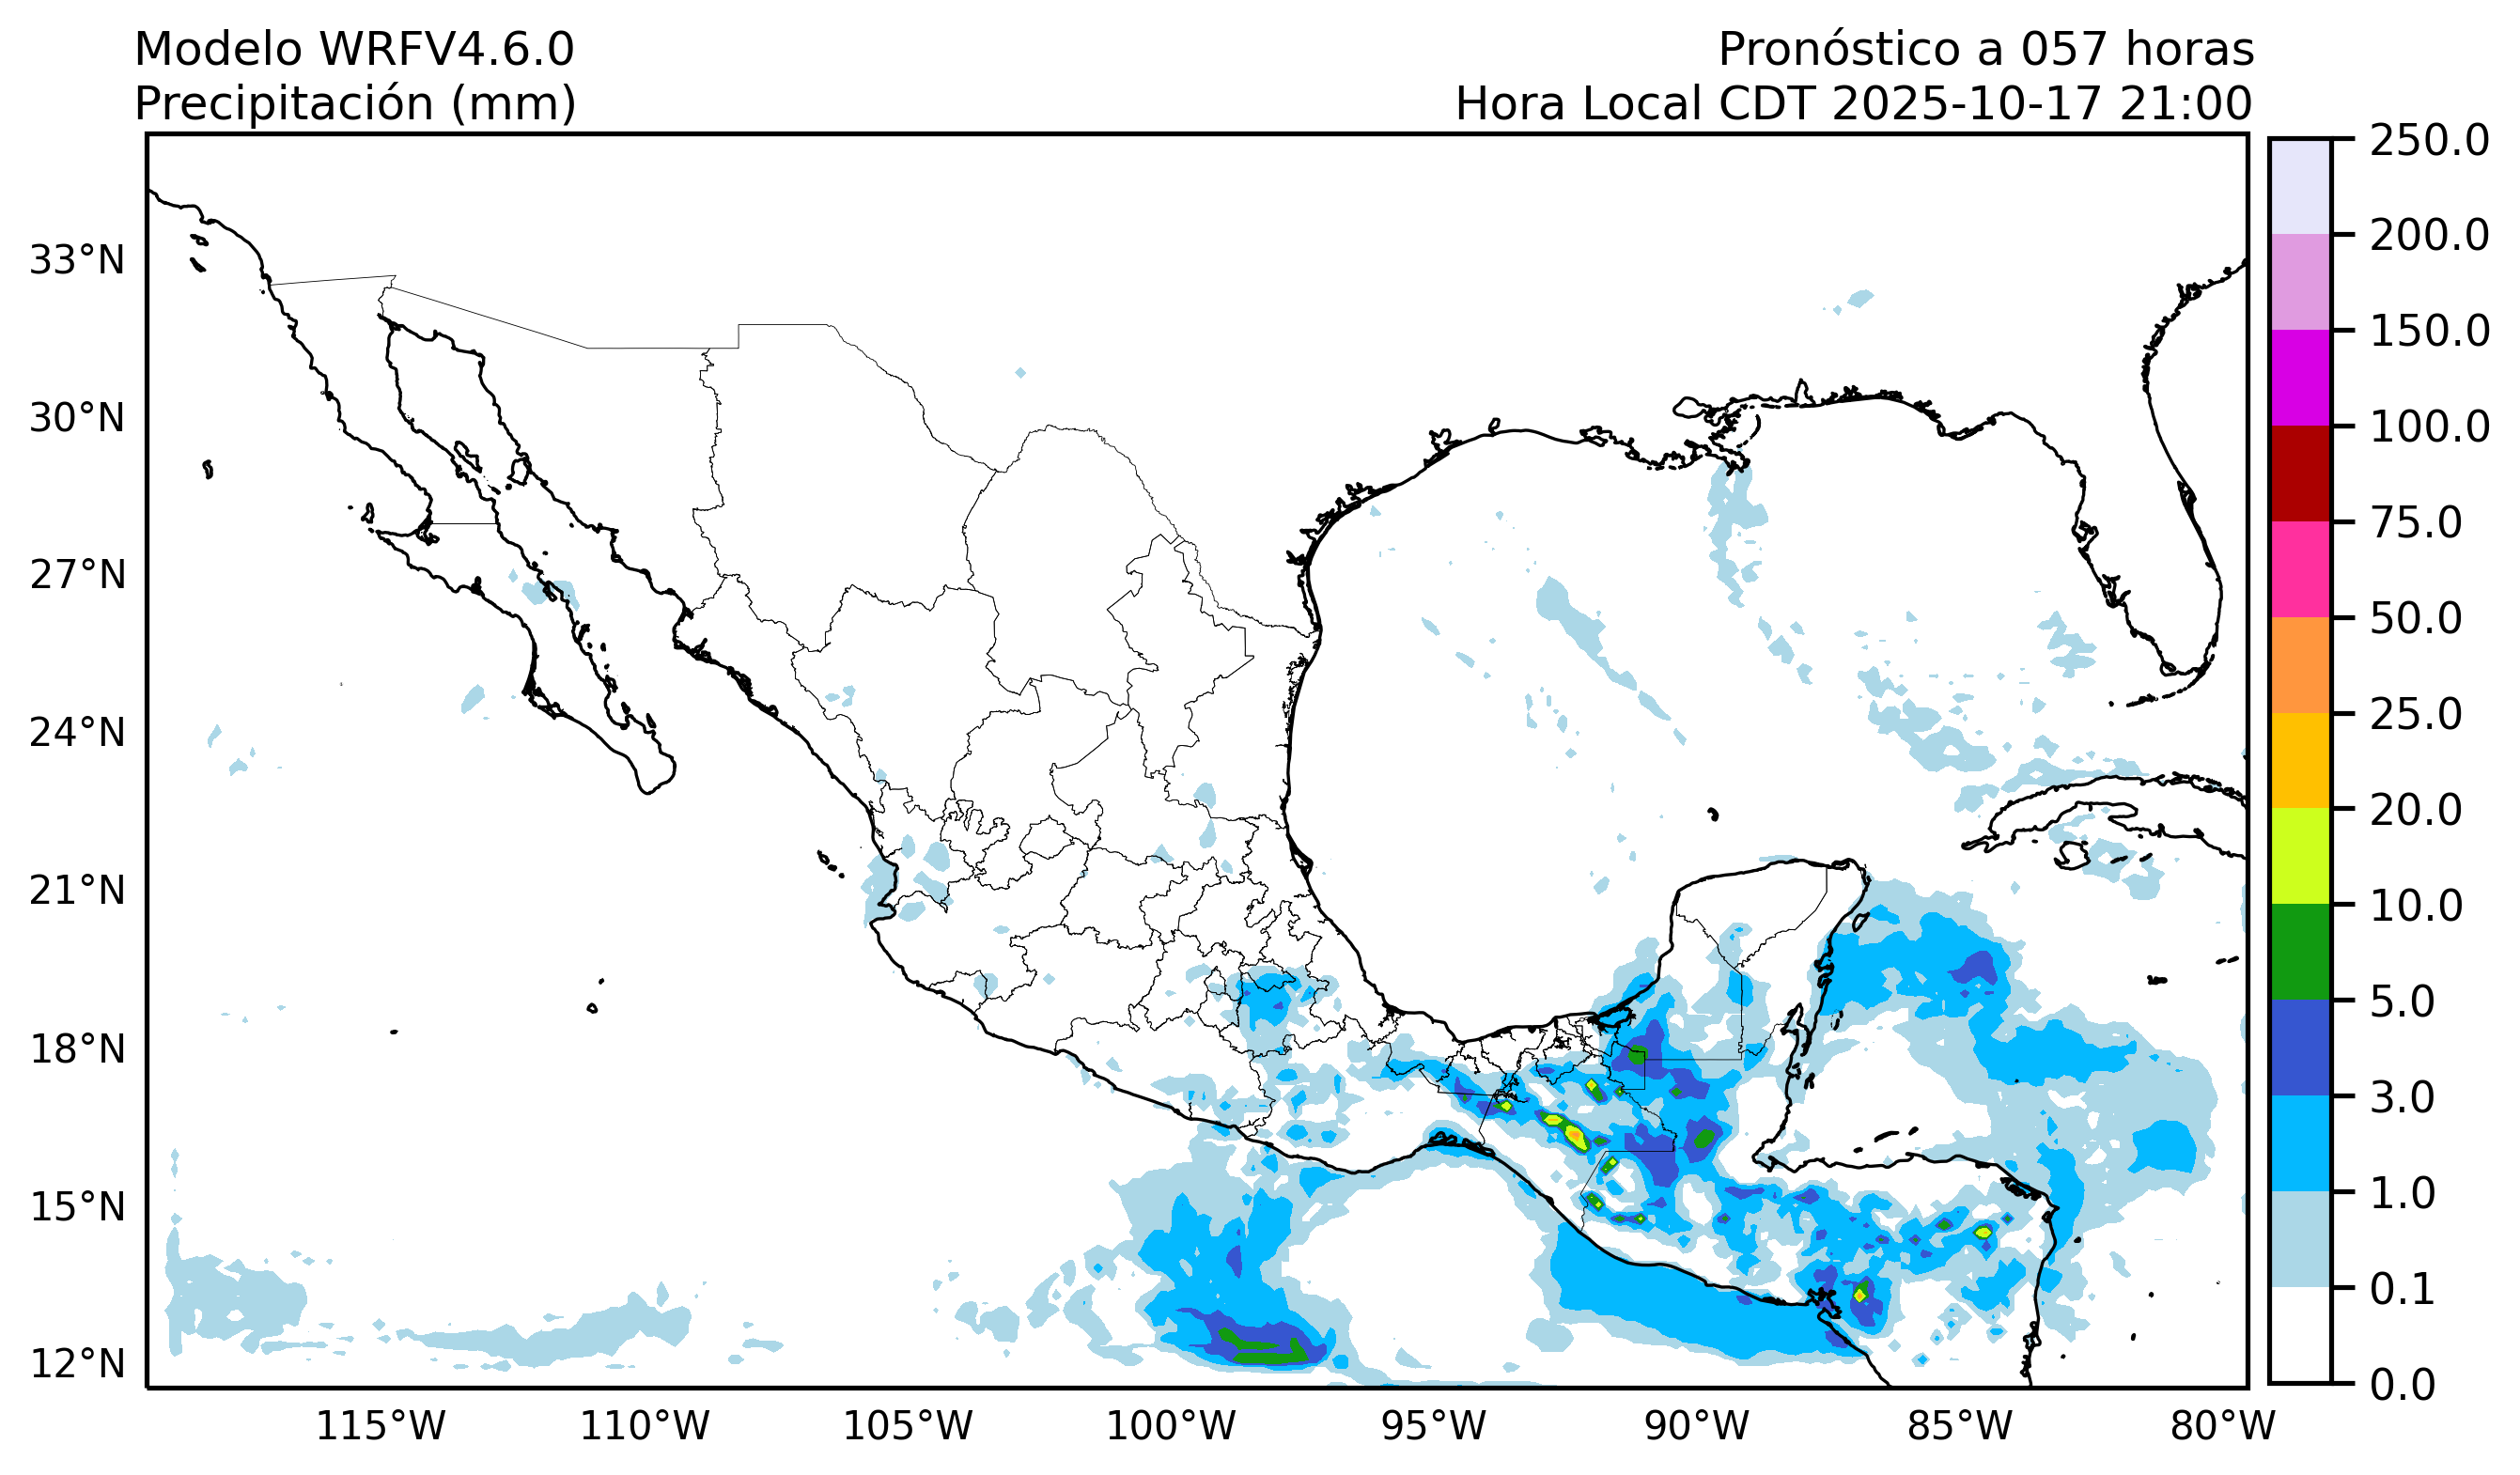 Modelo WRFV4.6.0
Precipitación (mm)
Pronóstico a 057 horas
Hora Local CDT 2025-10-17 21:00
33°N
30°N
27°N
24°N
21°N
18°N
15°N
12°N
115°W
110°W
105°W
100°W
95°W
90°W
85°W
80°W
250.0
200.0
150.0
100.0
75.0
50.0
25.0
20.0
10.0
5.0
3.0
1.0
0.1
0.0